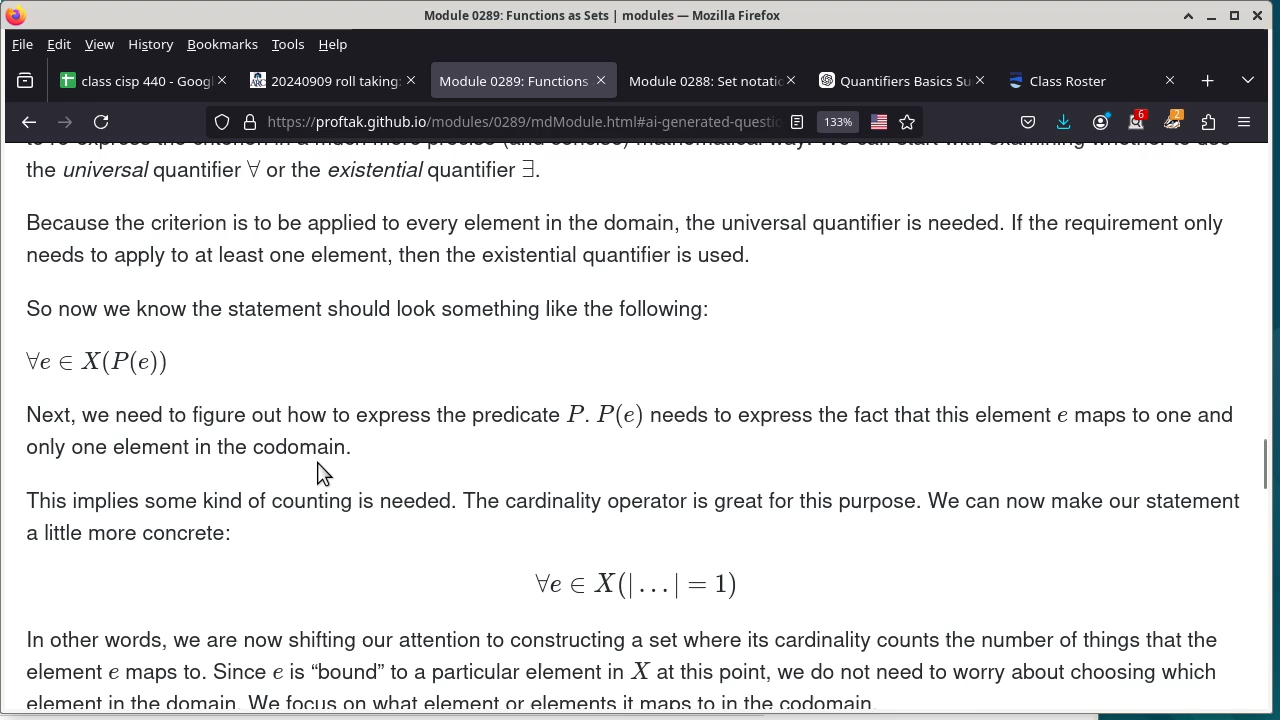 Module 0289: Functions as Sets | modules — Mozilla Firefox
File Edit View History Bookmarks Tools Help
class cisp 440 - Googl
20240909 roll taking:
Module 0289: Functions
Module 0288: Set notatic
Quantifiers Basics Su
Class Roster
https://proftak.github.io/modules/0289/mdModule.html#ai-generated-questio
133%
6
2
the universal quantifier ∀ or the existential quantifier ∃.
Because the criterion is to be applied to every element in the domain, the universal quantifier is needed. If the requirement only
needs to apply to at least one element, then the existential quantifier is used.
So now we know the statement should look something like the following:
∀e ∈ X(P(e))
Next, we need to figure out how to express the predicate P. P(e) needs to express the fact that this element e maps to one and
only one element in the codomain.
This implies some kind of counting is needed. The cardinality operator is great for this purpose. We can now make our statement
a little more concrete:
∀e ∈ X(|…| = 1)
In other words, we are now shifting our attention to constructing a set where its cardinality counts the number of things that the
element e maps to. Since e is “bound” to a particular element in X at this point, we do not need to worry about choosing which
element in the domain. We focus on what element or elements it maps to in the codomain.